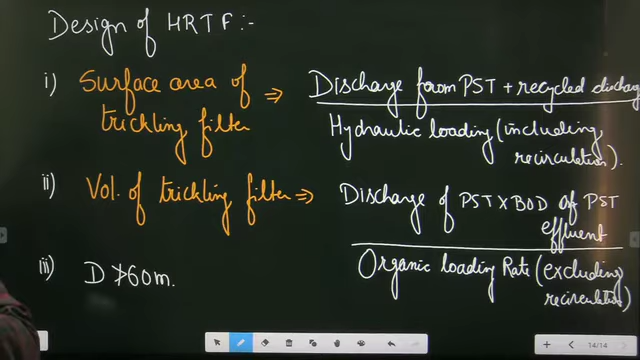 Design of HRTF:-
i) Surface area of trickling filter ⇒ Discharge from PST + recycled discharge
Hydraulic loading (including recirculation).
ii) Vol. of trickling filter ⇒ Discharge of PST X BOD of PST effluent
Organic Loading Rate (excluding recirculation)
iii) D ≯ 60m.
14/14